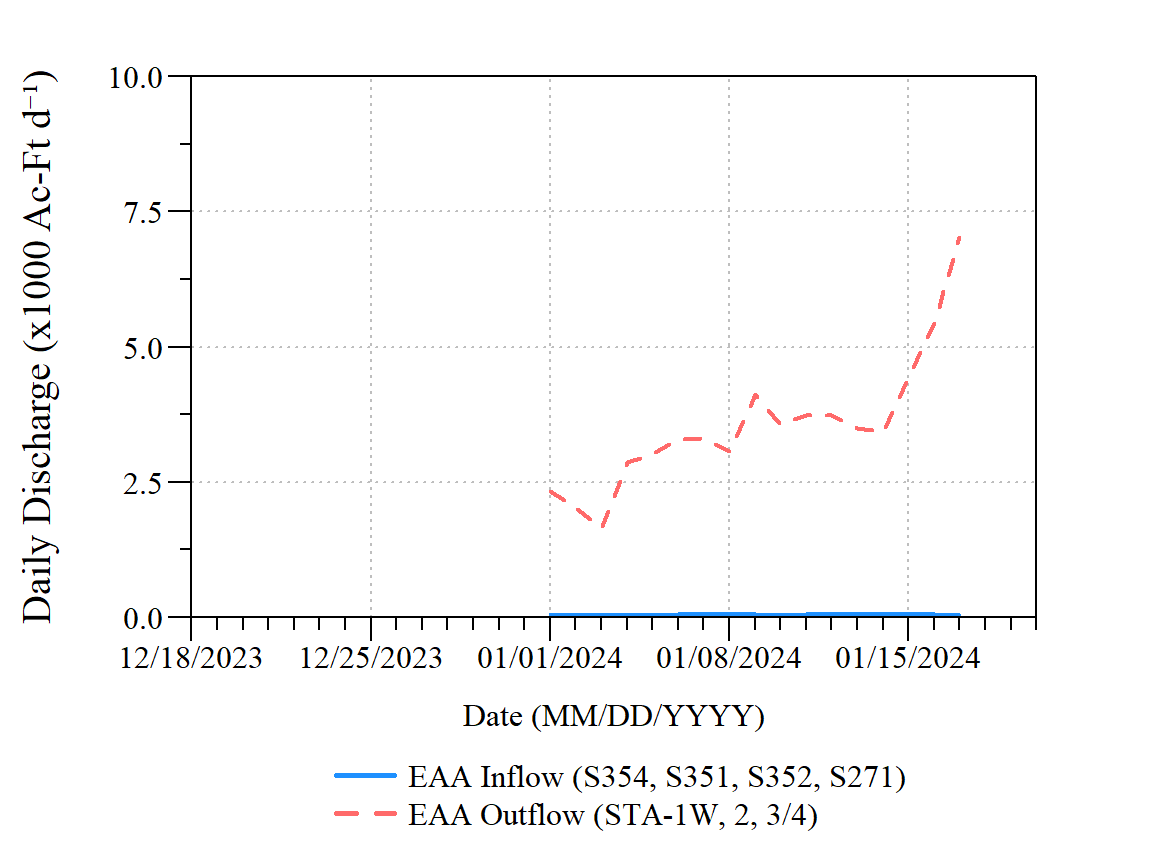 Daily Discharge (x1000 Ac-Ft d⁻¹)
10.0
7.5
5.0
2.5
0.0
12/18/2023 12/25/2023 01/01/2024 01/08/2024 01/15/2024
Date (MM/DD/YYYY)
EAA Inflow (S354, S351, S352, S271)
EAA Outflow (STA-1W, 2, 3/4)